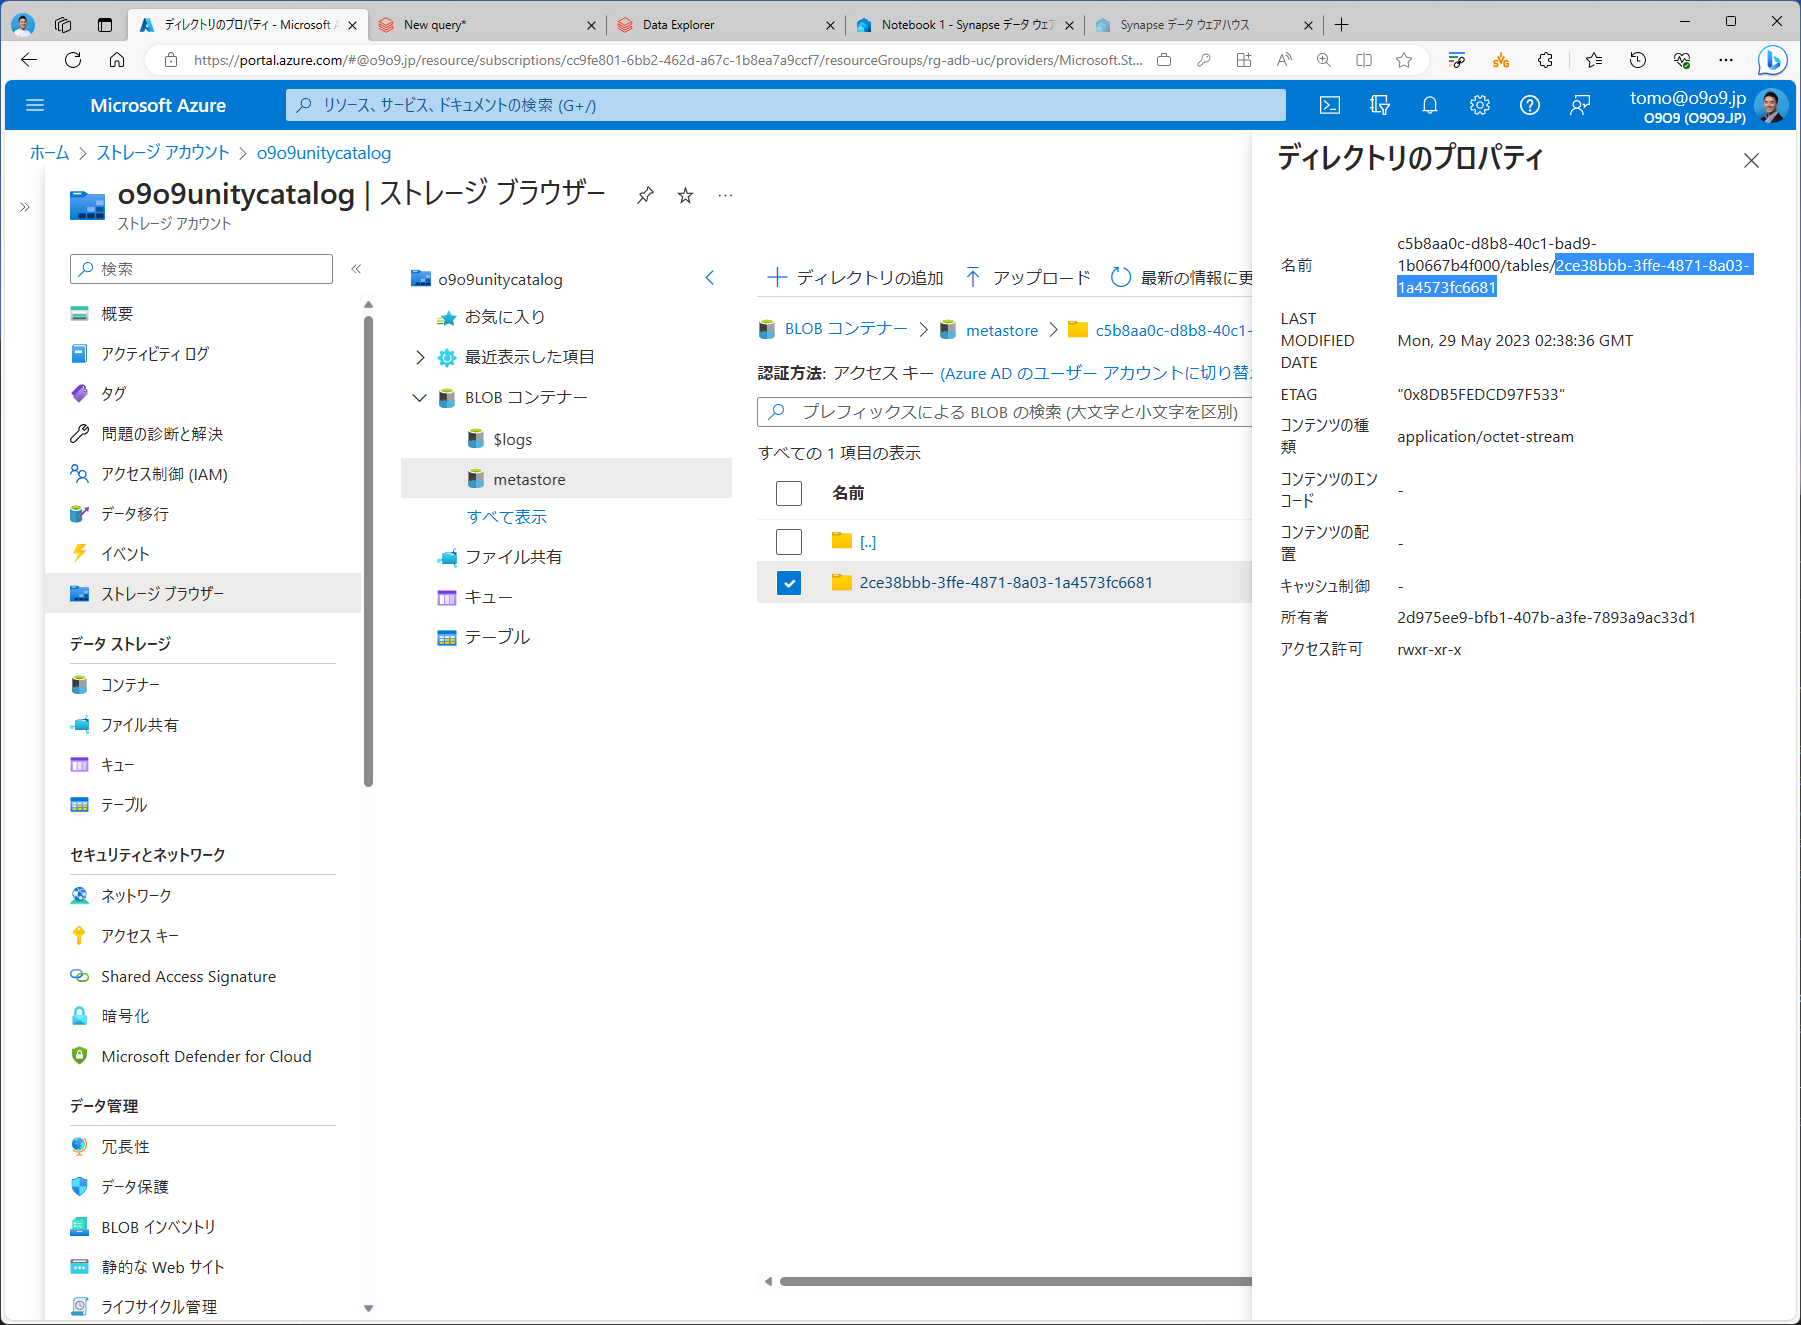 ディレクトリのプロパティ - Microsoft A
New query*
Data Explorer
Notebook 1 - Synapse データ ウェア
Synapse データ ウェアハウス
https://portal.azure.com/#@o9o9.jp/resource/subscriptions/cc9fe801-6bb2-462d-a67c-1b8ea7a9ccf7/resourceGroups/rg-adb-uc/providers/Microsoft.St...
Microsoft Azure
リソース、サービス、ドキュメントの検索 (G+/)
tomo@o9o9.jp
O9O9 (O9O9.JP)
ホーム > ストレージ アカウント > o9o9unitycatalog
o9o9unitycatalog | ストレージ ブラウザー
ストレージ アカウント
検索
概要
アクティビティ ログ
タグ
問題の診断と解決
アクセス制御 (IAM)
データ移行
イベント
ストレージ ブラウザー
データ ストレージ
コンテナー
ファイル共有
キュー
テーブル
セキュリティとネットワーク
ネットワーク
アクセス キー
Shared Access Signature
暗号化
Microsoft Defender for Cloud
データ管理
冗長性
データ保護
BLOB インベントリ
静的な Web サイト
ライフサイクル管理
o9o9unitycatalog
お気に入り
最近表示した項目
BLOB コンテナー
$logs
metastore
すべて表示
ファイル共有
キュー
テーブル
ディレクトリの追加 アップロード 最新の情報に更
BLOB コンテナー > metastore > c5b8aa0c-d8b8-40c1-
認証方法: アクセス キー (Azure AD のユーザー アカウントに切り替え
プレフィックスによる BLOB の検索 (大文字と小文字を区別)
すべての 1 項目の表示
名前
[..]
2ce38bbb-3ffe-4871-8a03-1a4573fc6681
ディレクトリのプロパティ
名前
c5b8aa0c-d8b8-40c1-bad9-
1b0667b4f000/tables/2ce38bbb-3ffe-4871-8a03-
1a4573fc6681
LAST
MODIFIED
DATE
Mon, 29 May 2023 02:38:36 GMT
ETAG
"0x8DB5FEDCD97F533"
コンテンツの種
類
application/octet-stream
コンテンツのエン
コード
-
コンテンツの配
置
-
キャッシュ制御
-
所有者
2d975ee9-bfb1-407b-a3fe-7893a9ac33d1
アクセス許可
rwxr-xr-x